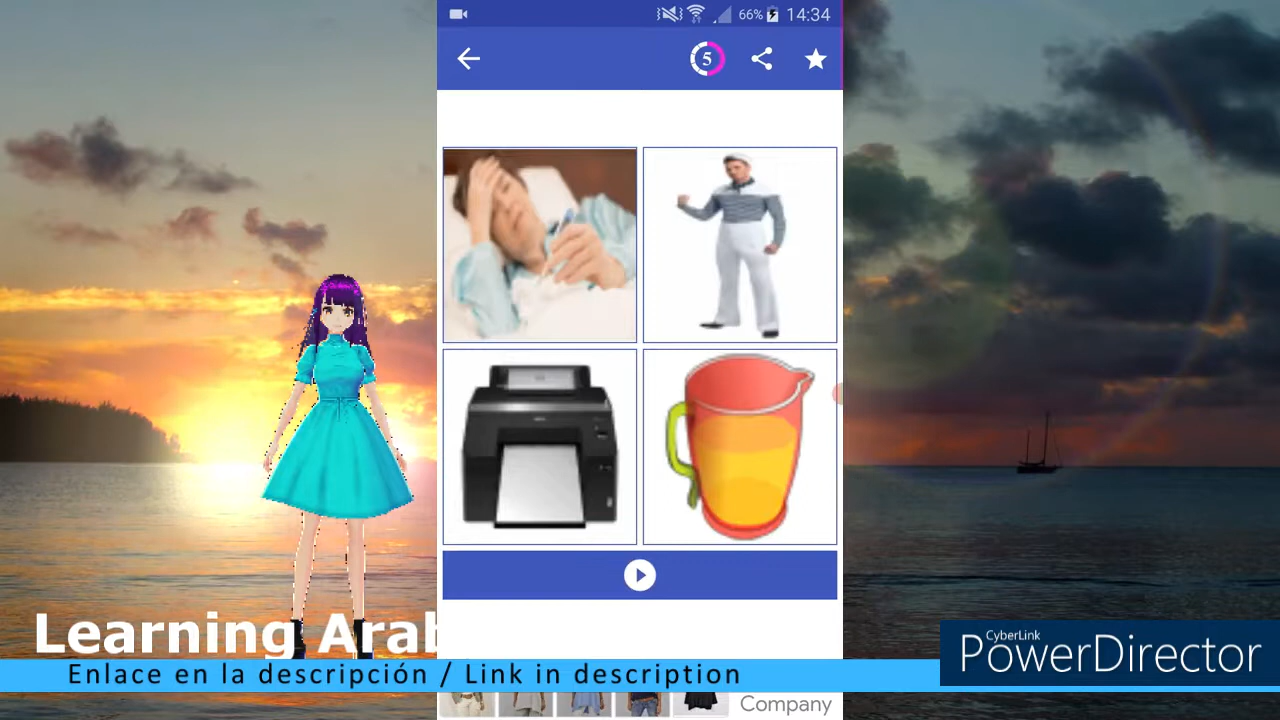 66% 14:34
5
Learning Arab
Enlace en la descripción / Link in description
CyberLink
PowerDirector
Company